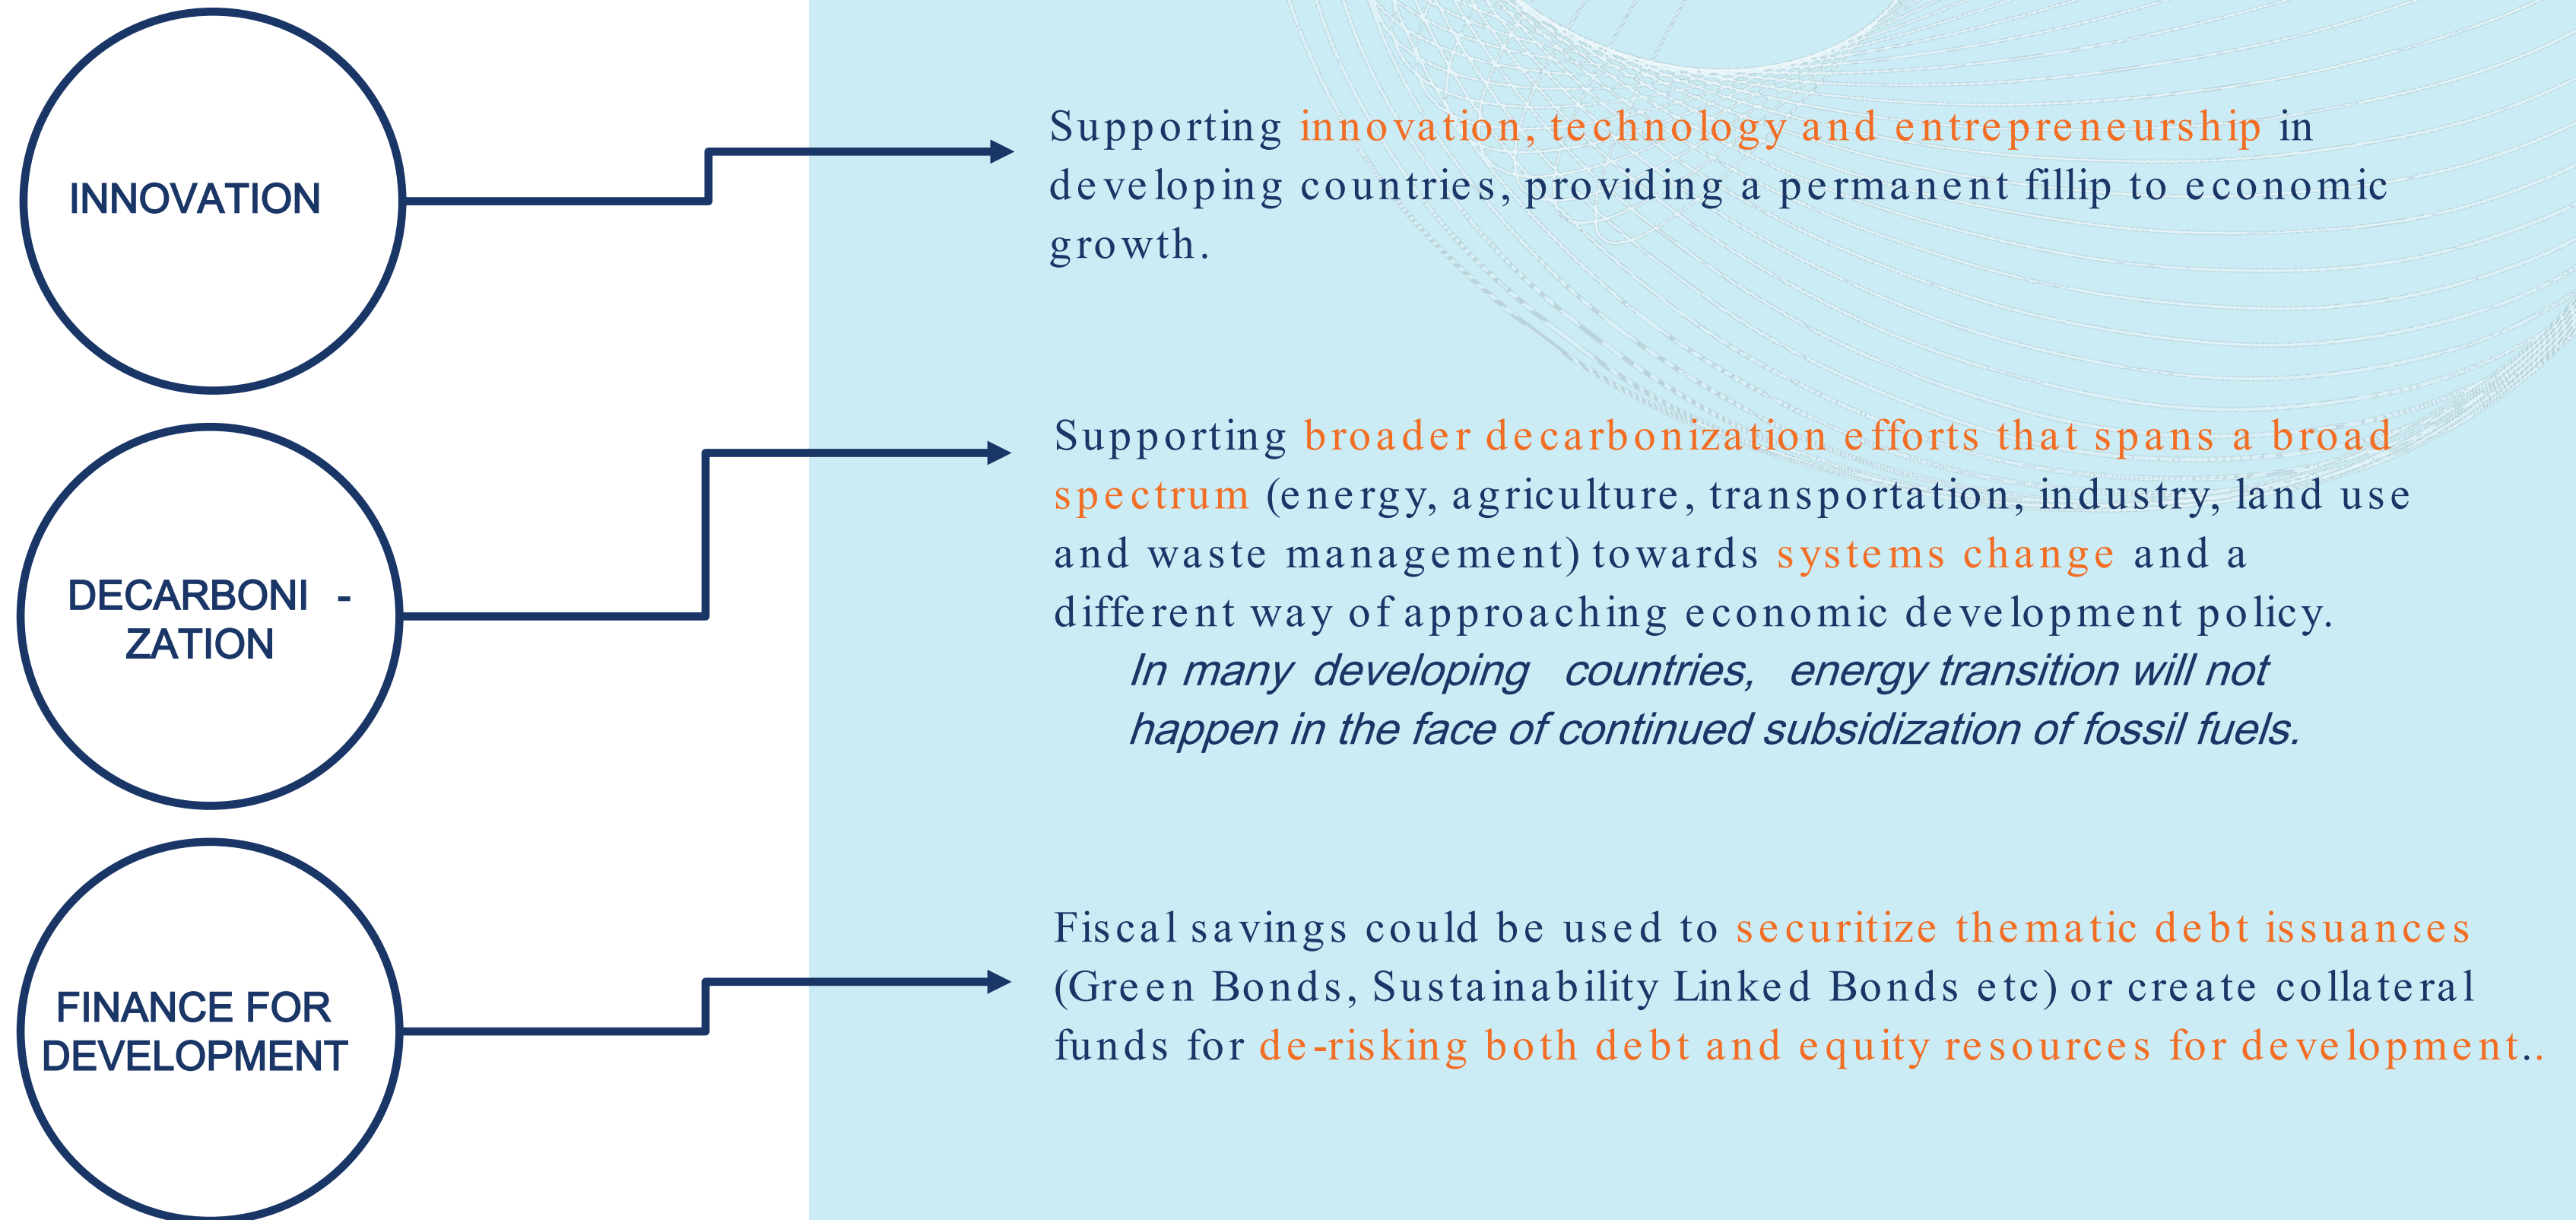 INNOVATION
Supporting innovation, technology and entrepreneurship in
developing countries, providing a permanent fillip to economic
growth.
DECARBONI -
ZATION
Supporting broader decarbonization efforts that spans a broad
spectrum (energy, agriculture, transportation, industry, land use
and waste management) towards systems change and a
different way of approaching economic development policy.
In many developing countries, energy transition will not
happen in the face of continued subsidization of fossil fuels.
FINANCE FOR
DEVELOPMENT
Fiscal savings could be used to securitize thematic debt issuances
(Green Bonds, Sustainability Linked Bonds etc) or create collateral
funds for de-risking both debt and equity resources for development..